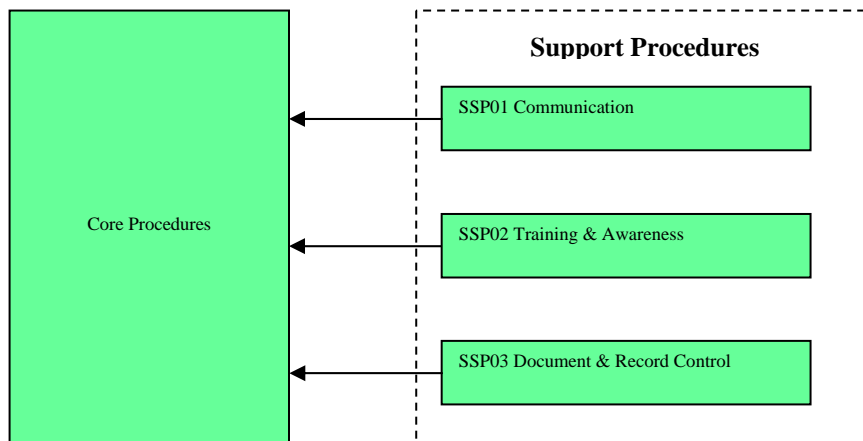 Support Procedures
SSP01 Communication
Core Procedures
SSP02 Training & Awareness
SSP03 Document & Record Control